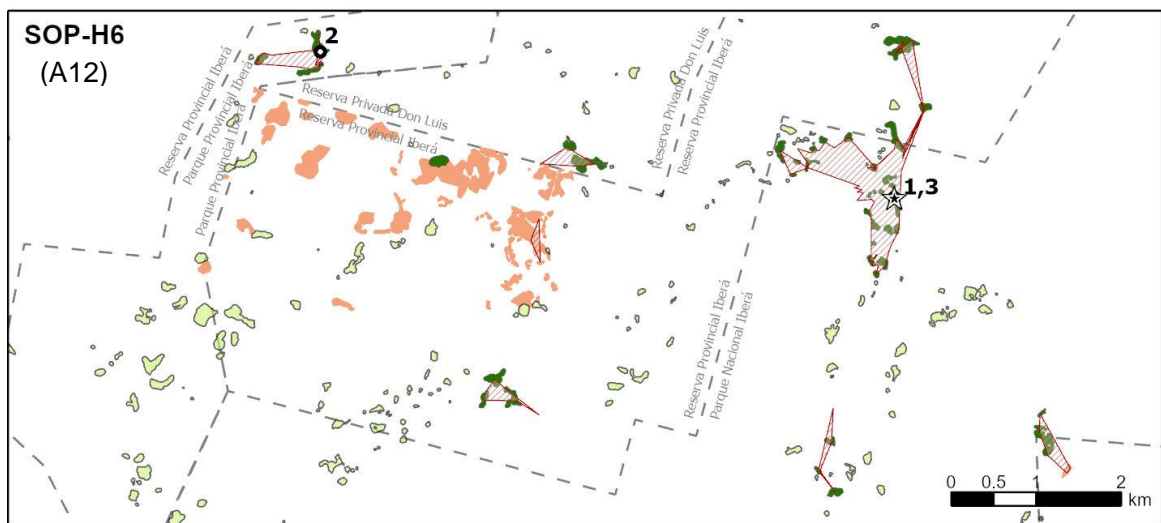 SOP-H6
(A12)
2
Reserva Provincial Iberá
Parque Provincial Iberá
Parque Provincial Iberá
Reserva Privada Don Luis
Reserva Provincial Iberá
Reserva Privada Don Luis
Reserva Provincial Iberá
1,3
Reserva Provincial Iberá
Parque Nacional Iberá
0 0.5 1 2
km